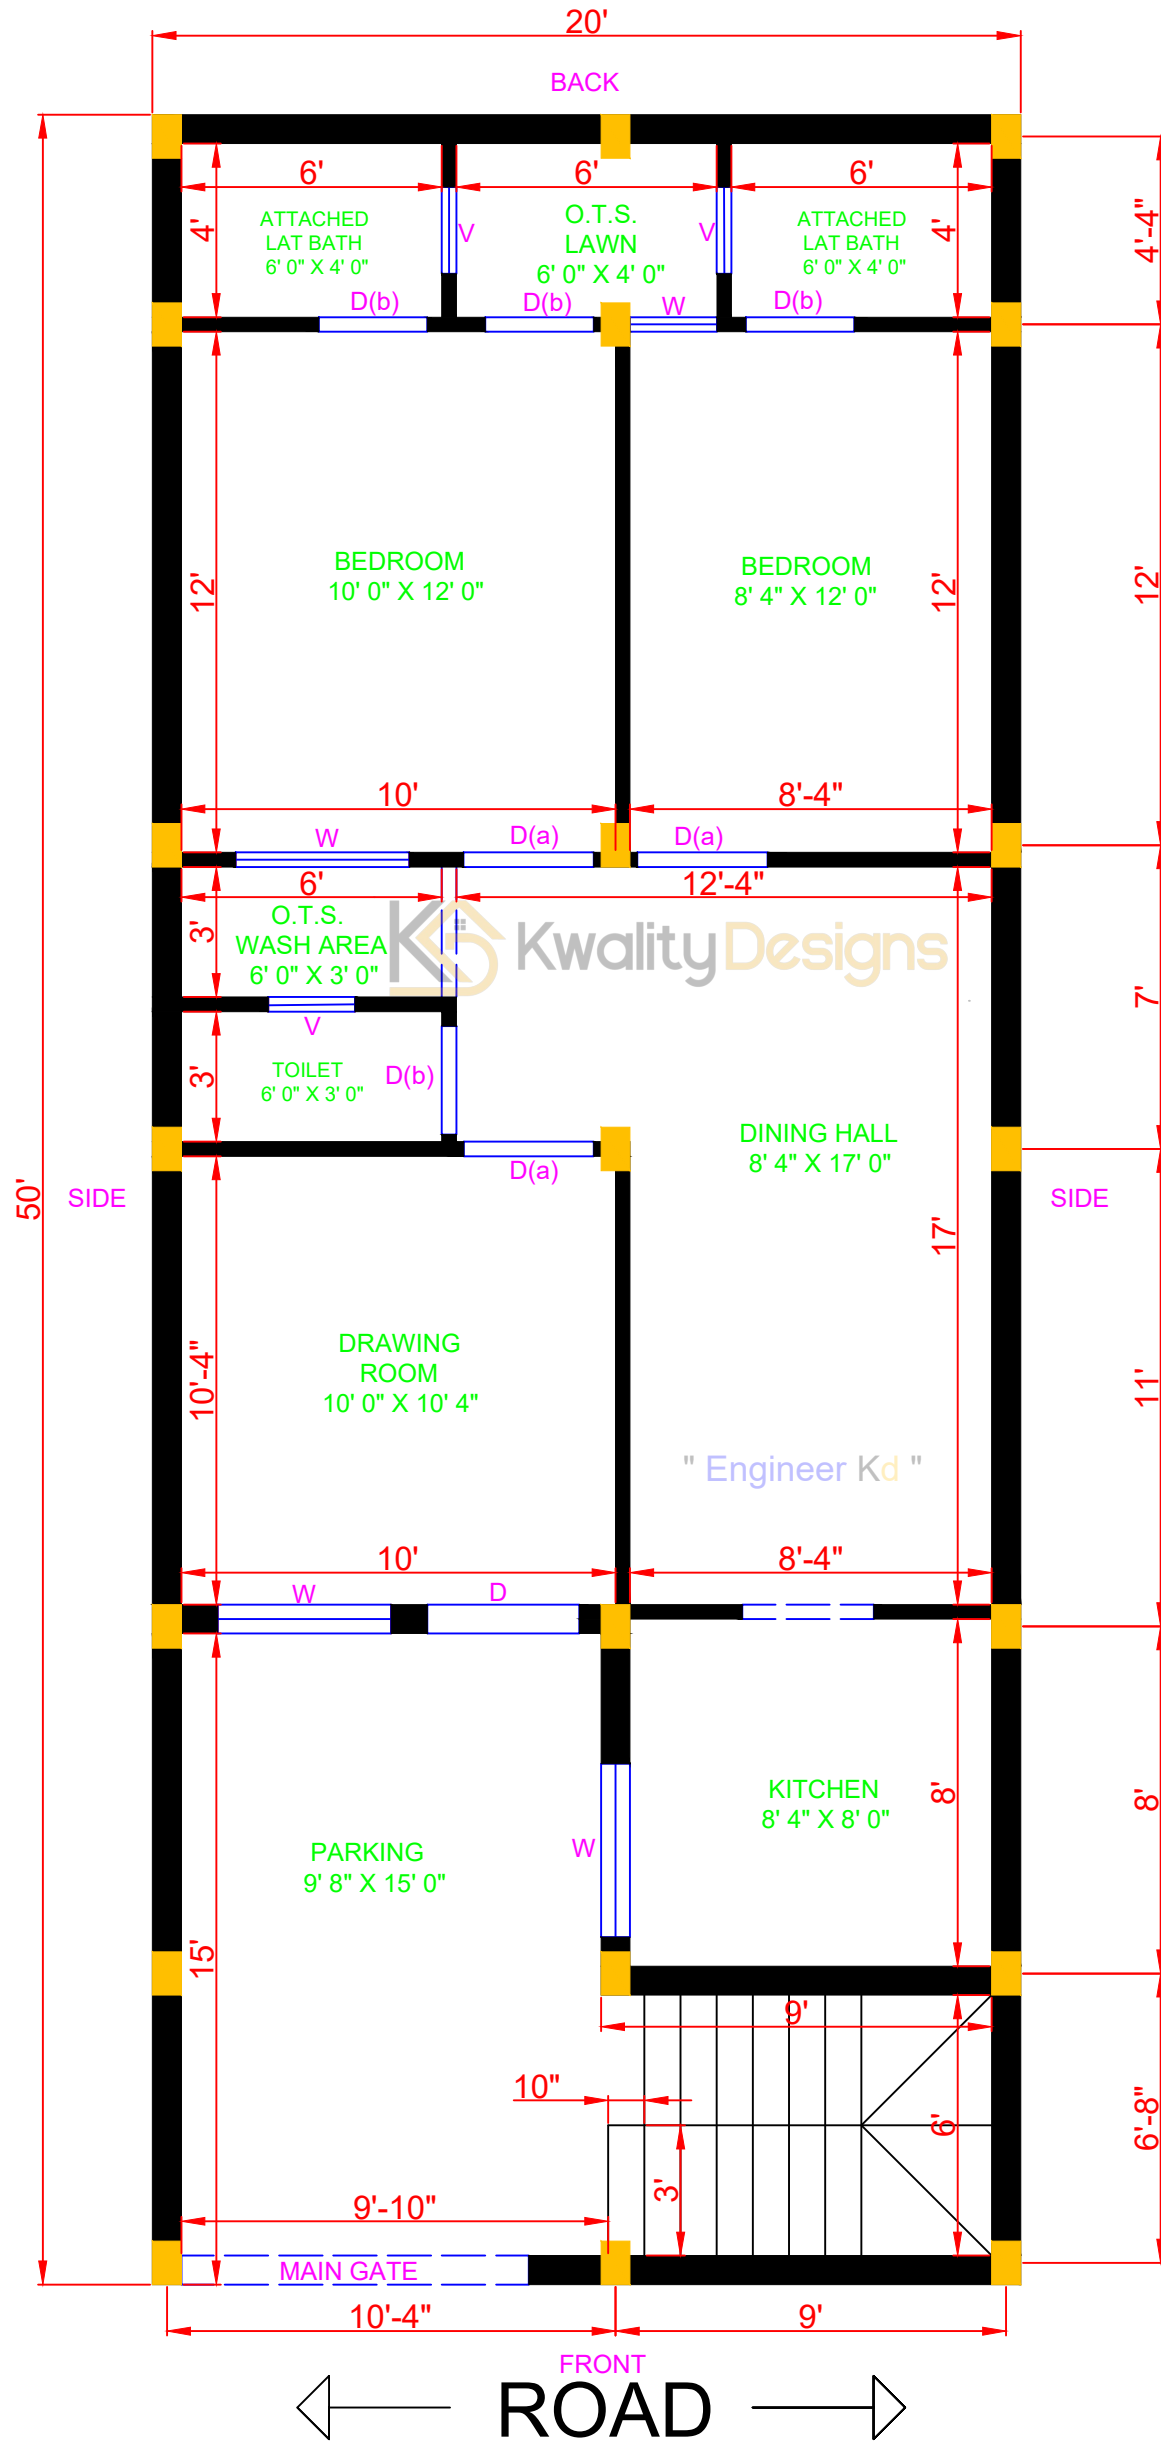 20'
BACK
6'
6'
6'
4'
4'
4'-4"
ATTACHED
LAT BATH
6' 0" X 4' 0"
V
O.T.S.
LAWN
6' 0" X 4' 0"
V
ATTACHED
LAT BATH
6' 0" X 4' 0"
D(b)
D(b)
W
D(b)
BEDROOM
10' 0" X 12' 0"
BEDROOM
8' 4" X 12' 0"
12'
12'
12'
10'
8'-4"
W
D(a)
D(a)
6'
12'-4"
3'
O.T.S.
WASH AREA
6' 0" X 3' 0"
KwalityDesigns
7'
V
3'
TOILET
6' 0" X 3' 0"
D(b)
DINING HALL
8' 4" X 17' 0"
D(a)
50'
SIDE
SIDE
17'
DRAWING
ROOM
10' 0" X 10' 4"
10'-4"
11'
" Engineer Kd "
10'
8'-4"
W
D
KITCHEN
8' 4" X 8' 0"
8'
8'
W
PARKING
9' 8" X 15' 0"
15'
9'
10"
6'
6'-8"
3'
9'-10"
MAIN GATE
10'-4"
9'
FRONT
ROAD